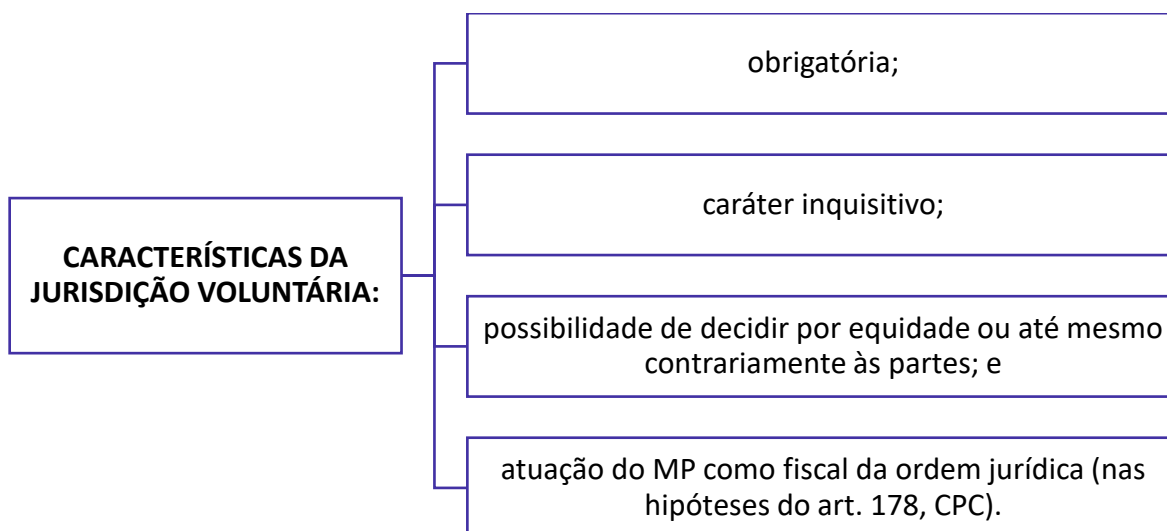 CARACTERÍSTICAS DA
JURISDIÇÃO VOLUNTÁRIA:
obrigatória;
caráter inquisitivo;
possibilidade de decidir por equidade ou até mesmo
contrariamente às partes; e
atuação do MP como fiscal da ordem jurídica (nas
hipóteses do art. 178, CPC).